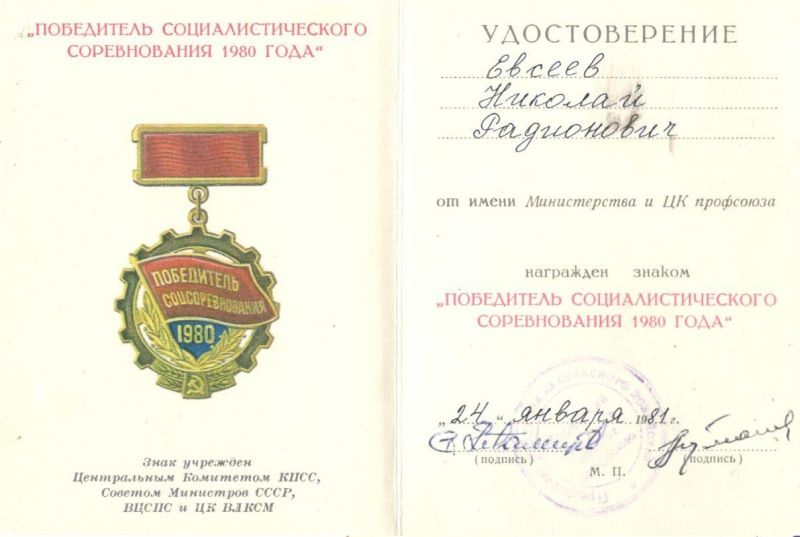 „ПОБЕДИТЕЛЬ СОЦИАЛИСТИЧЕСКОГО
СОРЕВНОВАНИЯ 1980 ГОДА“
ПОБЕДИТЕЛЬ
СОЦСОРЕВНОВАНИЯ
1980
Знак учрежден
Центральным Комитетом КПСС,
Советом Министров СССР,
ВЦСПС и ЦК ВЛКСМ
УДОСТОВЕРЕНИЕ
Евсеев
Николай
Радионович
от имени Министерства и ЦК профсоюза
награжден знаком
„ПОБЕДИТЕЛЬ СОЦИАЛИСТИЧЕСКОГО
СОРЕВНОВАНИЯ 1980 ГОДА“
„24“ января 1981 г.
(подпись) (подпись)
М. П.
СЕЛЬСКОГО